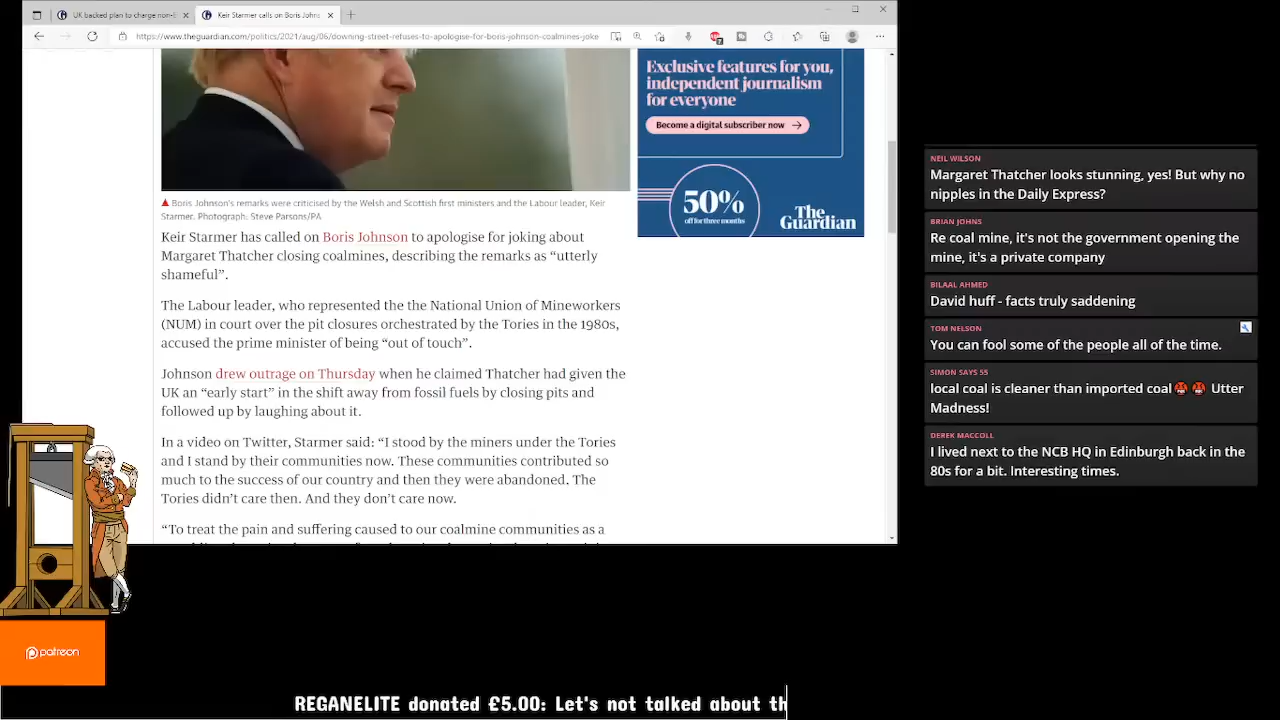 UK backed plan to charge non-E
Keir Starmer calls on Boris Johns
https://www.theguardian.com/politics/2021/aug/06/downing-street-refuses-to-apologise-for-boris-johnson-coalmines-joke
Exclusive features for you,
independent journalism
for everyone
Become a digital subscriber now
50%
off for three months
The
Guardian
Boris Johnson's remarks were criticised by the Welsh and Scottish first ministers and the Labour leader, Keir
Starmer. Photograph: Steve Parsons/PA
Keir Starmer has called on Boris Johnson to apologise for joking about
Margaret Thatcher closing coalmines, describing the remarks as “utterly
shameful”.
The Labour leader, who represented the the National Union of Mineworkers
(NUM) in court over the pit closures orchestrated by the Tories in the 1980s,
accused the prime minister of being “out of touch”.
Johnson drew outrage on Thursday when he claimed Thatcher had given the
UK an “early start” in the shift away from fossil fuels by closing pits and
followed up by laughing about it.
In a video on Twitter, Starmer said: “I stood by the miners under the Tories
and I stand by their communities now. These communities contributed so
much to the success of our country and then they were abandoned. The
Tories didn’t care then. And they don’t care now.
“To treat the pain and suffering caused to our coalmine communities as a
NEIL WILSON
Margaret Thatcher looks stunning, yes! But why no
nipples in the Daily Express?
BRIAN JOHNS
Re coal mine, it's not the government opening the
mine, it's a private company
BILAAL AHMED
David huff - facts truly saddening
TOM NELSON
You can fool some of the people all of the time.
SIMON SAYS 55
local coal is cleaner than imported coal Utter
Madness!
DEREK MACCOLL
I lived next to the NCB HQ in Edinburgh back in the
80s for a bit. Interesting times.
patreon
REGANELITE donated £5.00: Let's not talked about th